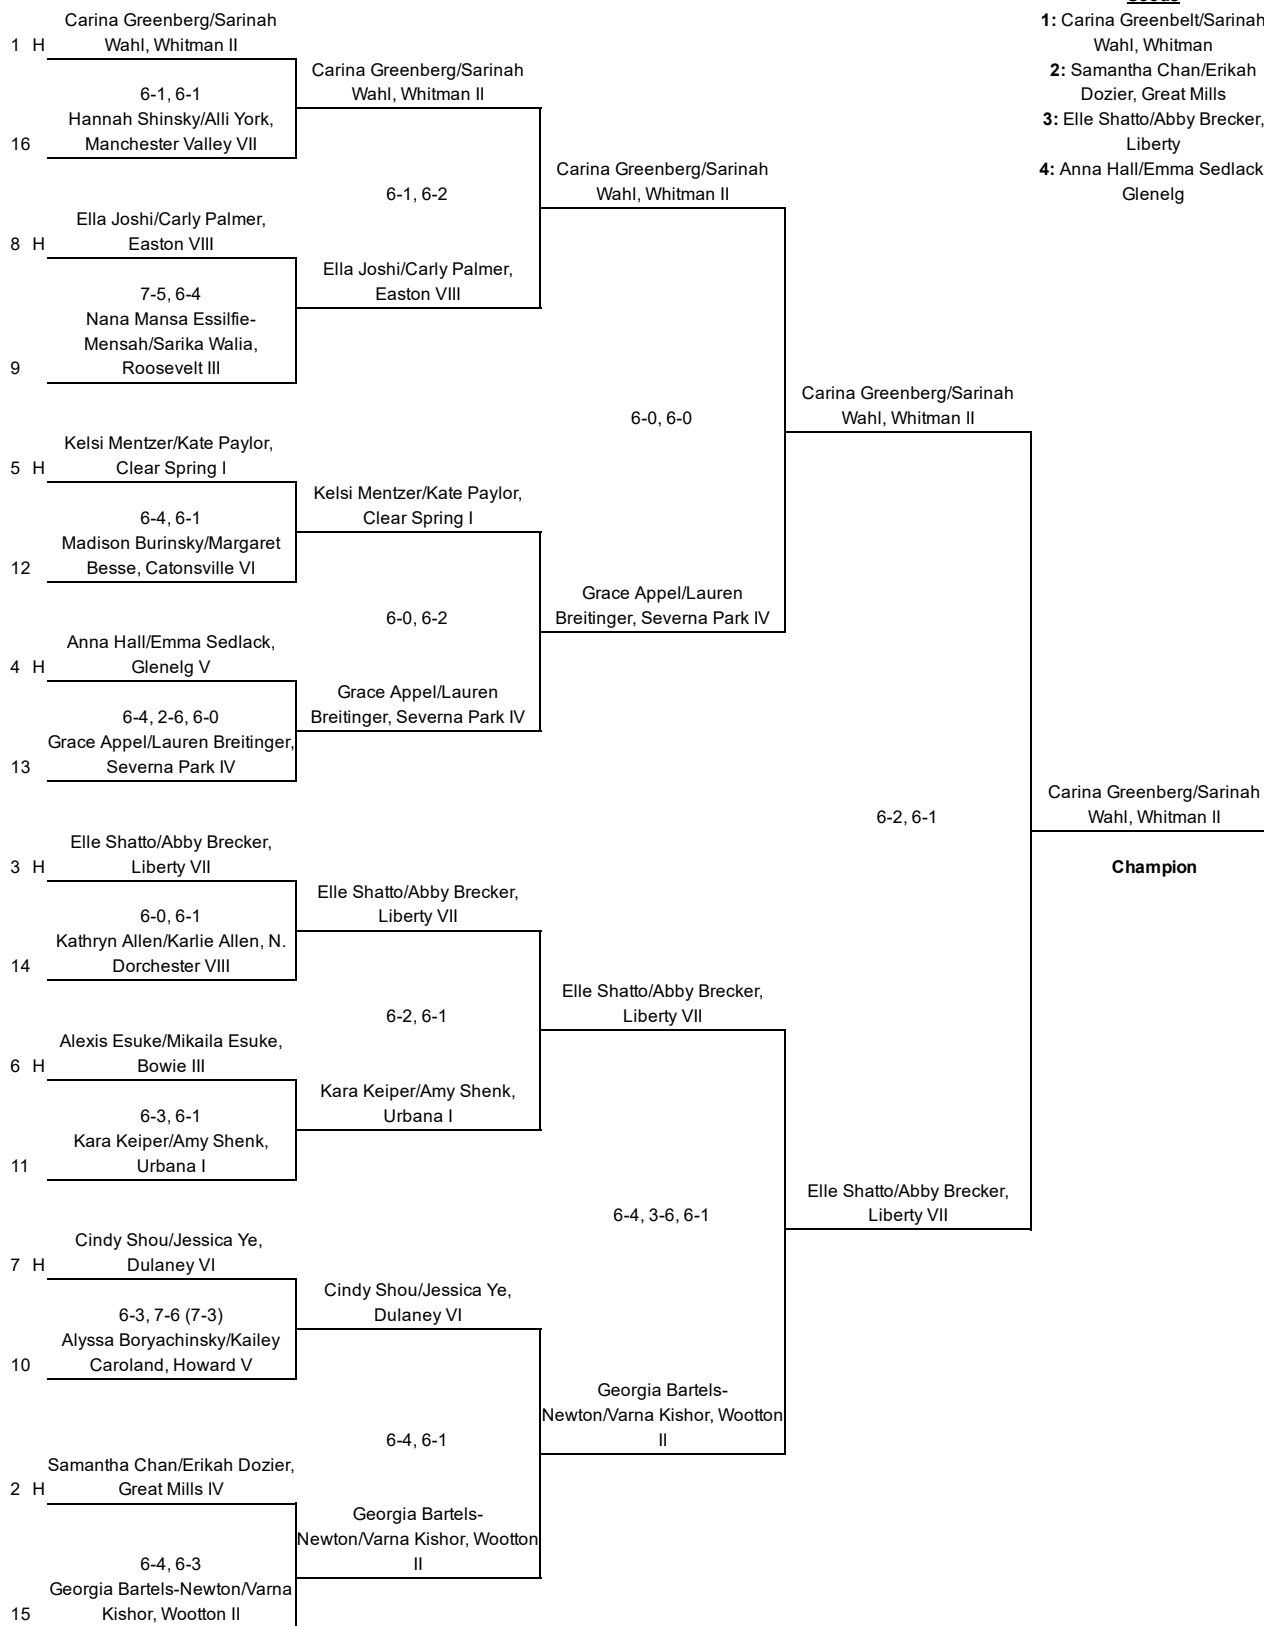 Seeds
1: Carina Greenbelt/Sarinah
Wahl, Whitman
2: Samantha Chan/Erikah
Dozier, Great Mills
3: Elle Shatto/Abby Brecker,
Liberty
4: Anna Hall/Emma Sedlack
Glenelg
Carina Greenberg/Sarinah
1 H Wahl, Whitman II
6-1, 6-1
Hannah Shinsky/Alli York,
16 Manchester Valley VII
Ella Joshi/Carly Palmer,
8 H Easton VIII
7-5, 6-4
Nana Mansa Essilfie-
Mensah/Sarika Walia,
9 Roosevelt III
Kelsi Mentzer/Kate Paylor,
5 H Clear Spring I
6-4, 6-1
Madison Burinsky/Margaret
12 Besse, Catonsville VI
Anna Hall/Emma Sedlack,
4 H Glenelg V
6-4, 2-6, 6-0
Grace Appel/Lauren Breitinger,
13 Severna Park IV
Elle Shatto/Abby Brecker,
3 H Liberty VII
6-0, 6-1
Kathryn Allen/Karlie Allen, N.
14 Dorchester VIII
Alexis Esuke/Mikaila Esuke,
6 H Bowie III
6-3, 6-1
Kara Keiper/Amy Shenk,
11 Urbana I
Cindy Shou/Jessica Ye,
7 H Dulaney VI
6-3, 7-6 (7-3)
Alyssa Boryachinsky/Kailey
10 Caroland, Howard V
Samantha Chan/Erikah Dozier,
2 H Great Mills IV
6-4, 6-3
Georgia Bartels-Newton/Varna
15 Kishor, Wootton II
Carina Greenberg/Sarinah
Wahl, Whitman II
6-1, 6-2
Ella Joshi/Carly Palmer,
Easton VIII
Kelsi Mentzer/Kate Paylor,
Clear Spring I
6-0, 6-2
Grace Appel/Lauren
Breitinger, Severna Park IV
Elle Shatto/Abby Brecker,
Liberty VII
6-2, 6-1
Kara Keiper/Amy Shenk,
Urbana I
Cindy Shou/Jessica Ye,
Dulaney VI
6-4, 6-1
Georgia Bartels-
Newton/Varna Kishor, Wootton
II
Carina Greenberg/Sarinah
Wahl, Whitman II
6-0, 6-0
Grace Appel/Lauren
Breitinger, Severna Park IV
Elle Shatto/Abby Brecker,
Liberty VII
6-4, 3-6, 6-1
Georgia Bartels-
Newton/Varna Kishor, Wootton
II
Carina Greenberg/Sarinah
Wahl, Whitman II
6-2, 6-1
Elle Shatto/Abby Brecker,
Liberty VII
Carina Greenberg/Sarinah
Wahl, Whitman II
Champion